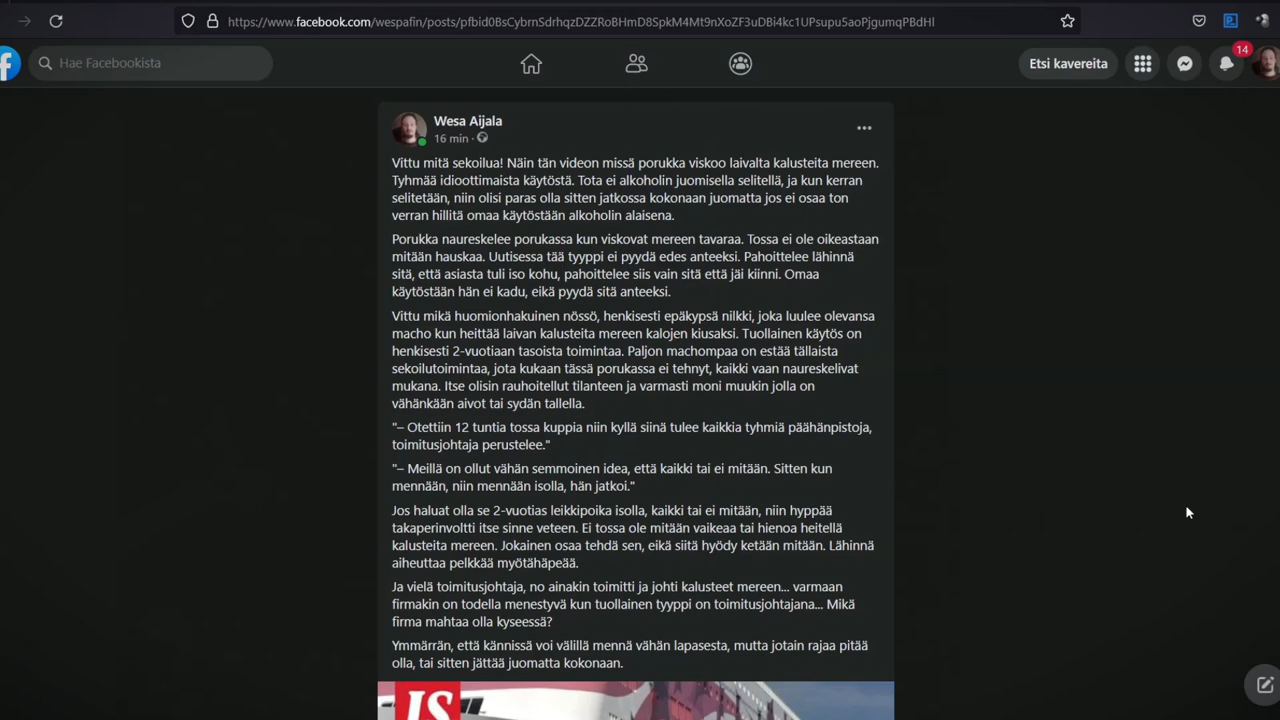 https://www.facebook.com/wespafin/posts/pfbid0BsCybrnSdrhqzDZZRoBHmD8SpkM4Mt9nXoZF3uDBi4kc1UPsupu5aoPjgumqPBdHl
Hae Facebookista
Etsi kavereita
14
Wesa Aijala
16 min ·
Vittu mitä sekoilua! Näin tän videon missä porukka viskoo laivalta kalusteita mereen.
Tyhmää idioottimaista käytöstä. Tota ei alkoholin juomisella selitellä, ja kun kerran
selitetään, niin olisi paras olla sitten jatkossa kokonaan juomatta jos ei osaa ton
verran hillitä omaa käytöstään alkoholin alaisena.
Porukka naureskelee porukassa kun viskovat mereen tavaraa. Tossa ei ole oikeastaan
mitään hauskaa. Uutisessa tää tyyppi ei pyydä edes anteeksi. Pahoittelee lähinnä
sitä, että asiasta tuli iso kohu, pahoittelee siis vain sitä että jäi kiinni. Omaa
käytöstään hän ei kadu, eikä pyydä sitä anteeksi.
Vittu mikä huomionhakuinen nössö, henkisesti epäkypsä nilkki, joka luulee olevansa
macho kun heittää laivan kalusteita mereen kalojen kiusaksi. Tuollainen käytös on
henkisesti 2-vuotiaan tasoista toimintaa. Paljon machompaa on estää tällaista
sekoilutoimintaa, jota kukaan tässä porukassa ei tehnyt, kaikki vaan naureskelivat
mukana. Itse olisin rauhoitellut tilanteen ja varmasti moni muukin jolla on
vähänkään aivot tai sydän tallella.
"– Otettiin 12 tuntia tossa kuppia niin kyllä siinä tulee kaikkia tyhmiä päähänpistoja,
toimitusjohtaja perustelee."
"– Meillä on ollut vähän semmoinen idea, että kaikki tai ei mitään. Sitten kun
mennään, niin mennään isolla, hän jatkoi."
Jos haluat olla se 2-vuotias leikkipoika isolla, kaikki tai ei mitään, niin hyppää
takaperinvoltti itse sinne veteen. Ei tossa ole mitään vaikeaa tai hienoa heitellä
kalusteita mereen. Jokainen osaa tehdä sen, eikä siitä hyödy ketään mitään. Lähinnä
aiheuttaa pelkkää myötähäpeää.
Ja vielä toimitusjohtaja, no ainakin toimitti ja johti kalusteet mereen... varmaan
firmakin on todella menestyvä kun tuollainen tyyppi on toimitusjohtajana... Mikä
firma mahtaa olla kyseessä?
Ymmärrän, että kännissä voi välillä mennä vähän lapasesta, mutta jotain rajaa pitää
olla, tai sitten jättää juomatta kokonaan.
IS